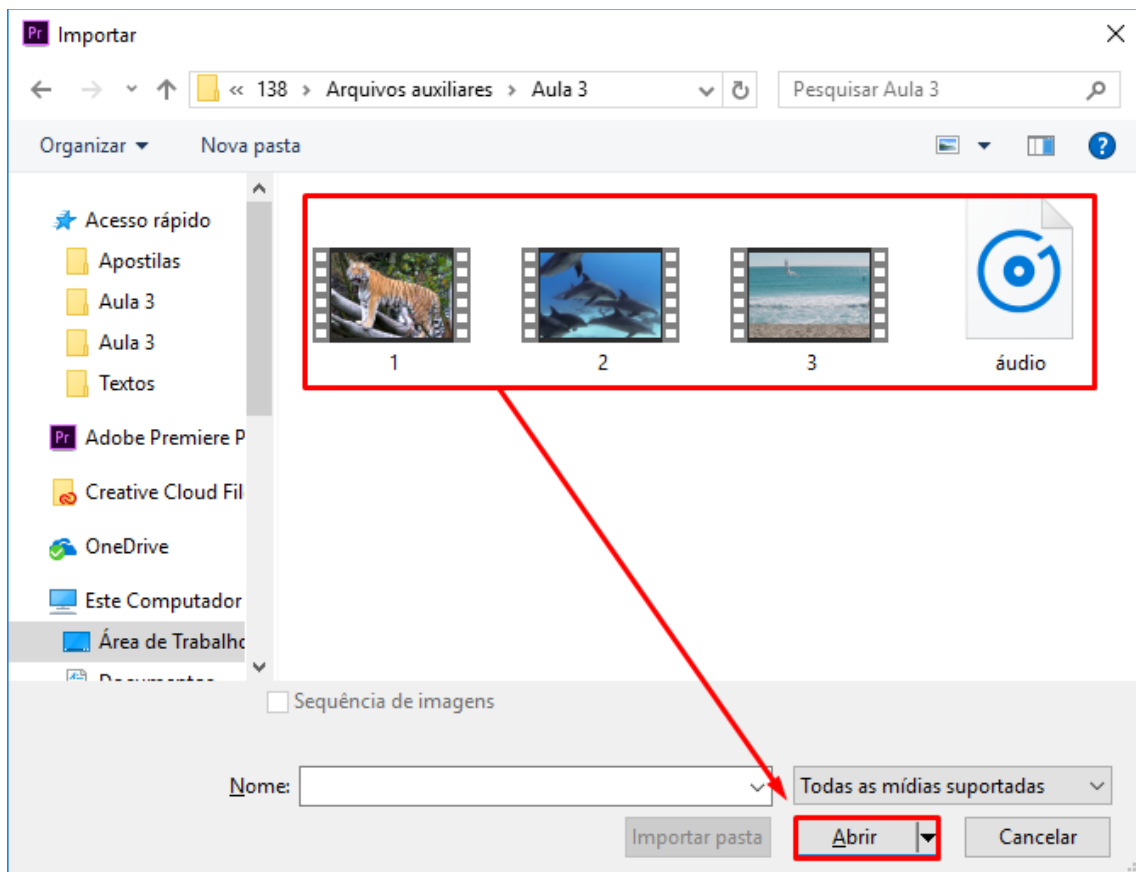 Pr Importar
« 138 › Arquivos auxiliares › Aula 3
Pesquisar Aula 3
Organizar
Nova pasta
?
Acesso rápido
Apostilas
Aula 3
Aula 3
Textos
Pr Adobe Premiere P
Creative Cloud Fil
OneDrive
Este Computador
Área de Trabalho
1
2
3
áudio
Sequência de imagens
Nome:
Todas as mídias suportadas
Importar pasta
Abrir
Cancelar